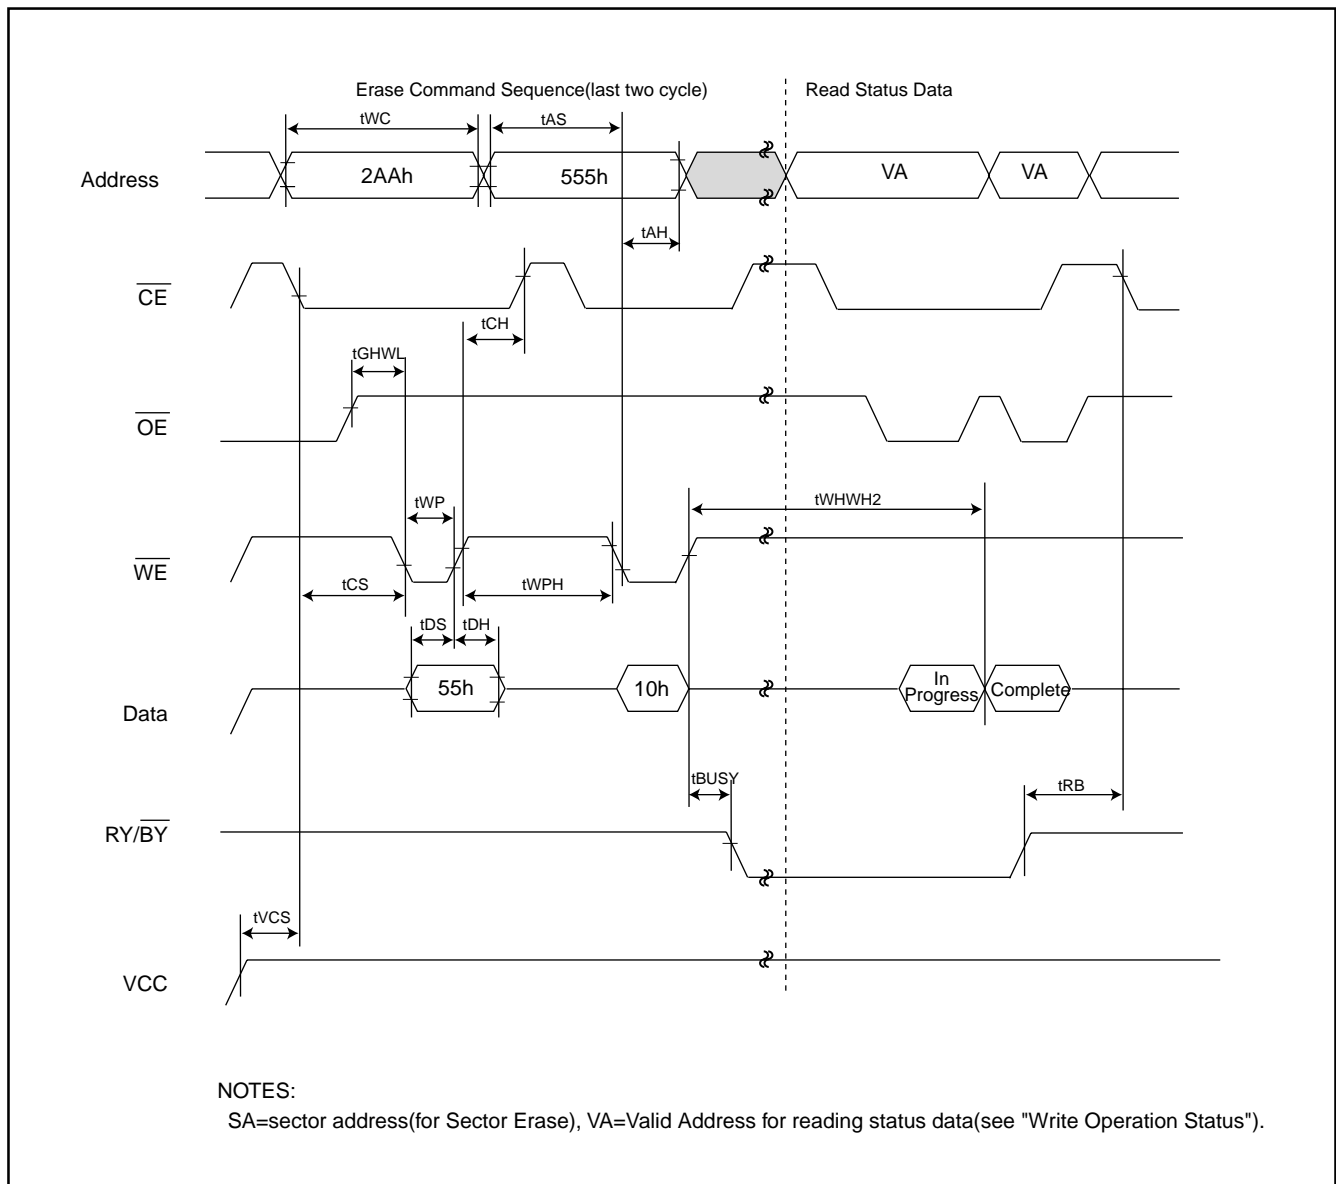 Erase Command Sequence(last two cycle)
Read Status Data
tWC
tAS
Address
2AAh
555h
VA
VA
tAH
CE
tCH
tGHWL
OE
tWP
tWHWH2
WE
tCS
tWPH
tDS
tDH
Data
55h
10h
In
Progress
Complete
tBUSY
tRB
RY/BY
tVCS
VCC
NOTES:
SA=sector address(for Sector Erase), VA=Valid Address for reading status data(see "Write Operation Status").